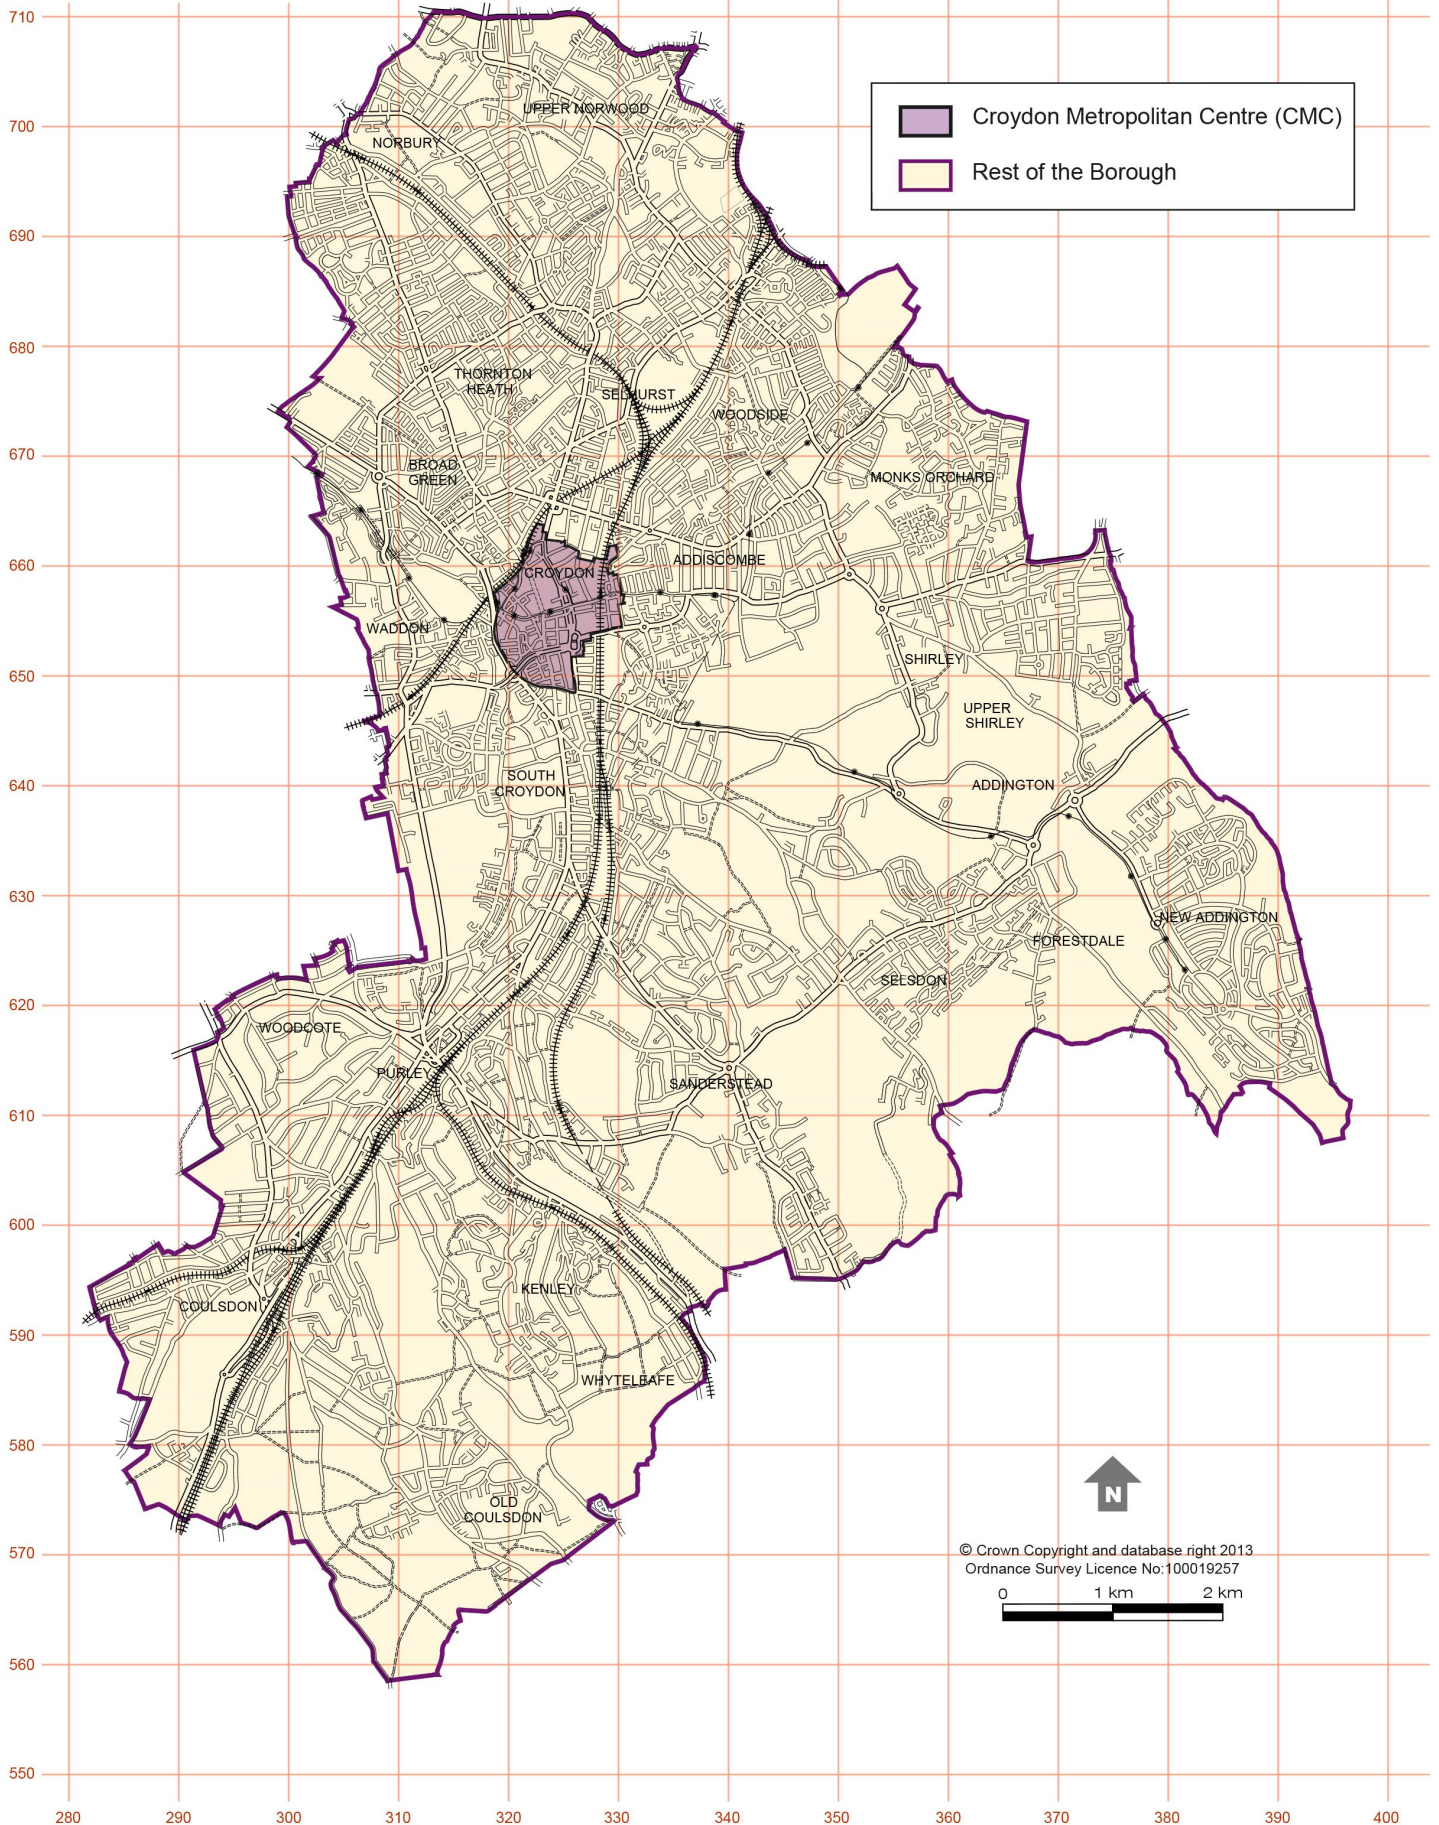 710
UPPER NORWOOD
Croydon Metropolitan Centre (CMC)
700
NORBURY
Rest of the Borough
690
680
THORNTON
HEATH
SELHURST
WOODSIDE
670
BROAD
GREEN
MONKS ORCHARD
660
ADDISCOMBE
CROYDON
WADDON
SHIRLEY
650
UPPER
SHIRLEY
SOUTH
CROYDON
640
ADDINGTON
630
NEW ADDINGTON
FORESTDALE
SELSDON
620
WOODCOTE
PURLEY
SANDERSTEAD
610
600
KENLEY
COULSDON
590
WHYTELEAFE
580
OLD
COULSDON
N
570
© Crown Copyright and database right 2013
Ordnance Survey Licence No:100019257
0 1 km 2 km
560
550
280 290 300 310 320 330 340 350 360 370 380 390 400